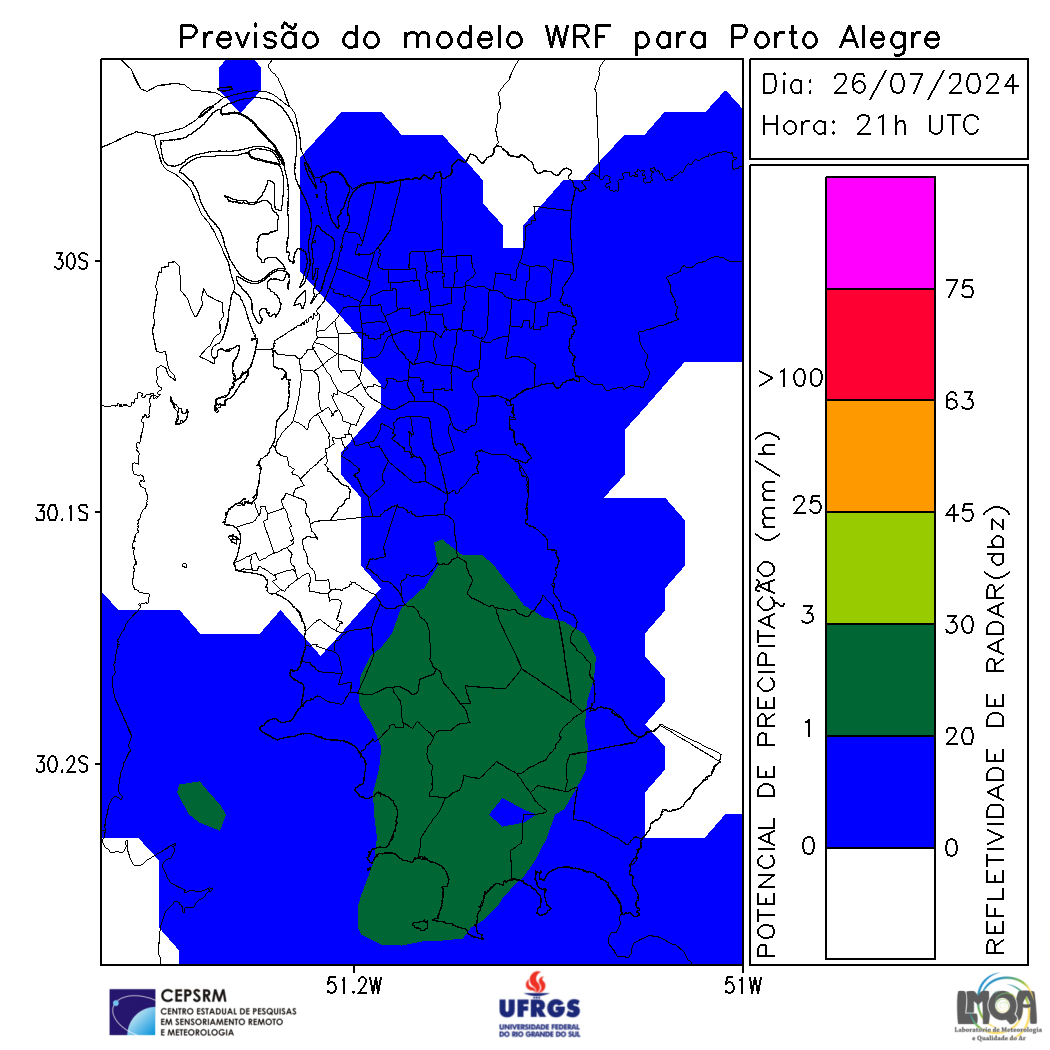 Previsão do modelo WRF para Porto Alegre
Dia: 26/07/2024
Hora: 21h UTC
30S
30.1S
30.2S
51.2W
51W
POTENCIAL DE PRECIPITAÇÃO (mm/h)
>100
25
3
1
0
75
63
45
30
20
0
REFLETIVIDADE DE RADAR(dbz)
CEPSRM
CENTRO ESTADUAL DE PESQUISAS
EM SENSORIAMENTO REMOTO
E METEOROLOGIA
UFRGS
UNIVERSIDADE FEDERAL
DO RIO GRANDE DO SUL
LMQA
Laboratório de Meteorologia
e Qualidade do Ar